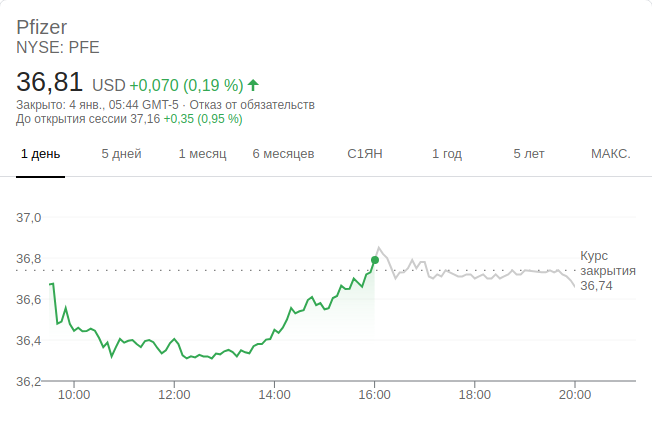 Pfizer
NYSE: PFE
36,81 USD +0,070 (0,19 %)
Закрыто: 4 янв., 05:44 GMT-5 · Отказ от обязательств
До открытия сессии 37,16 +0,35 (0,95 %)
1 день 5 дней 1 месяц 6 месяцев С1ЯН 1 год 5 лет МАКС.
37,0
36,8
36,6
36,4
36,2
Курс
закрытия
36,74
10:00 12:00 14:00 16:00 18:00 20:00